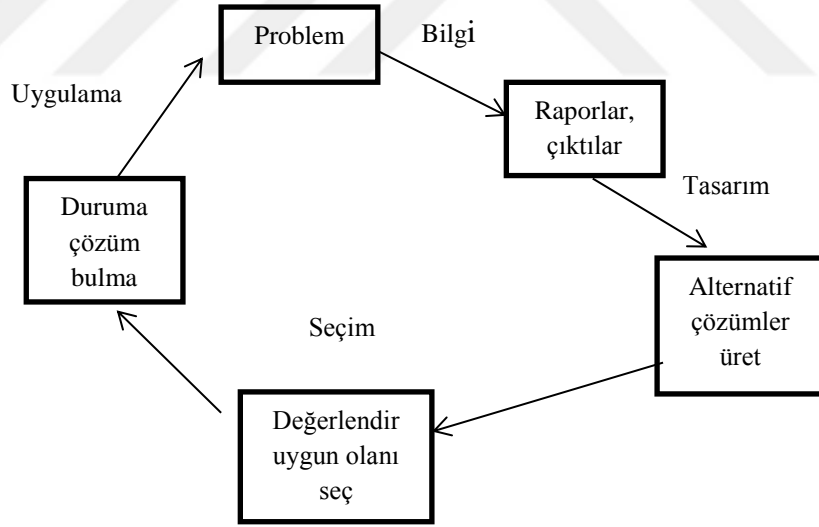 Problem
Bilgi
Uygulama
Raporlar,
çıktılar
Tasarım
Duruma
çözüm
bulma
Alternatif
çözümler
üret
Seçim
Değerlendir
uygun olanı
seç